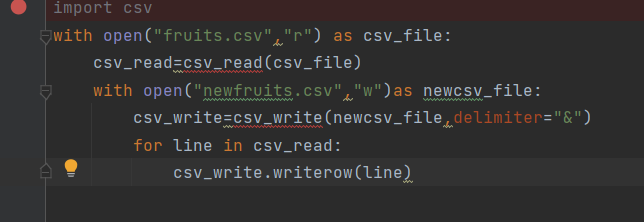 import csv
with open("fruits.csv","r") as csv_file:
    csv_read=csv_read(csv_file)
    with open("newfruits.csv","w")as newcsv_file:
        csv_write=csv_write(newcsv_file,delimiter="&")
        for line in csv_read:
            csv_write.writerow(line)